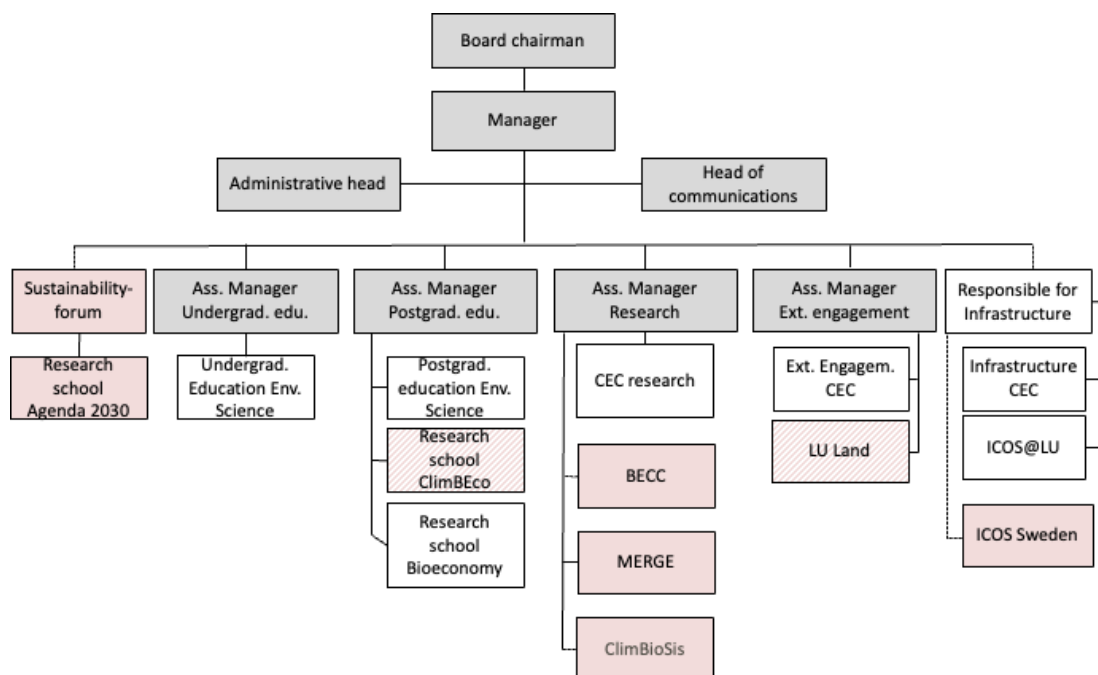 Board chairman
Manager
Administrative head
Head of
communications
Sustainability-
forum
Ass. Manager
Undergrad. edu.
Ass. Manager
Postgrad. edu.
Ass. Manager
Research
Ass. Manager
Ext. engagement
Responsible for
Infrastructure
Research
school
Agenda 2030
Undergrad.
Education Env.
Science
Postgrad.
education Env.
Science
CEC research
Ext. Engagem.
CEC
Infrastructure
CEC
Research
school
ClimBEco
BECC
LU Land
ICOS@LU
Research
school
Bioeconomy
MERGE
ICOS Sweden
ClimBioSis